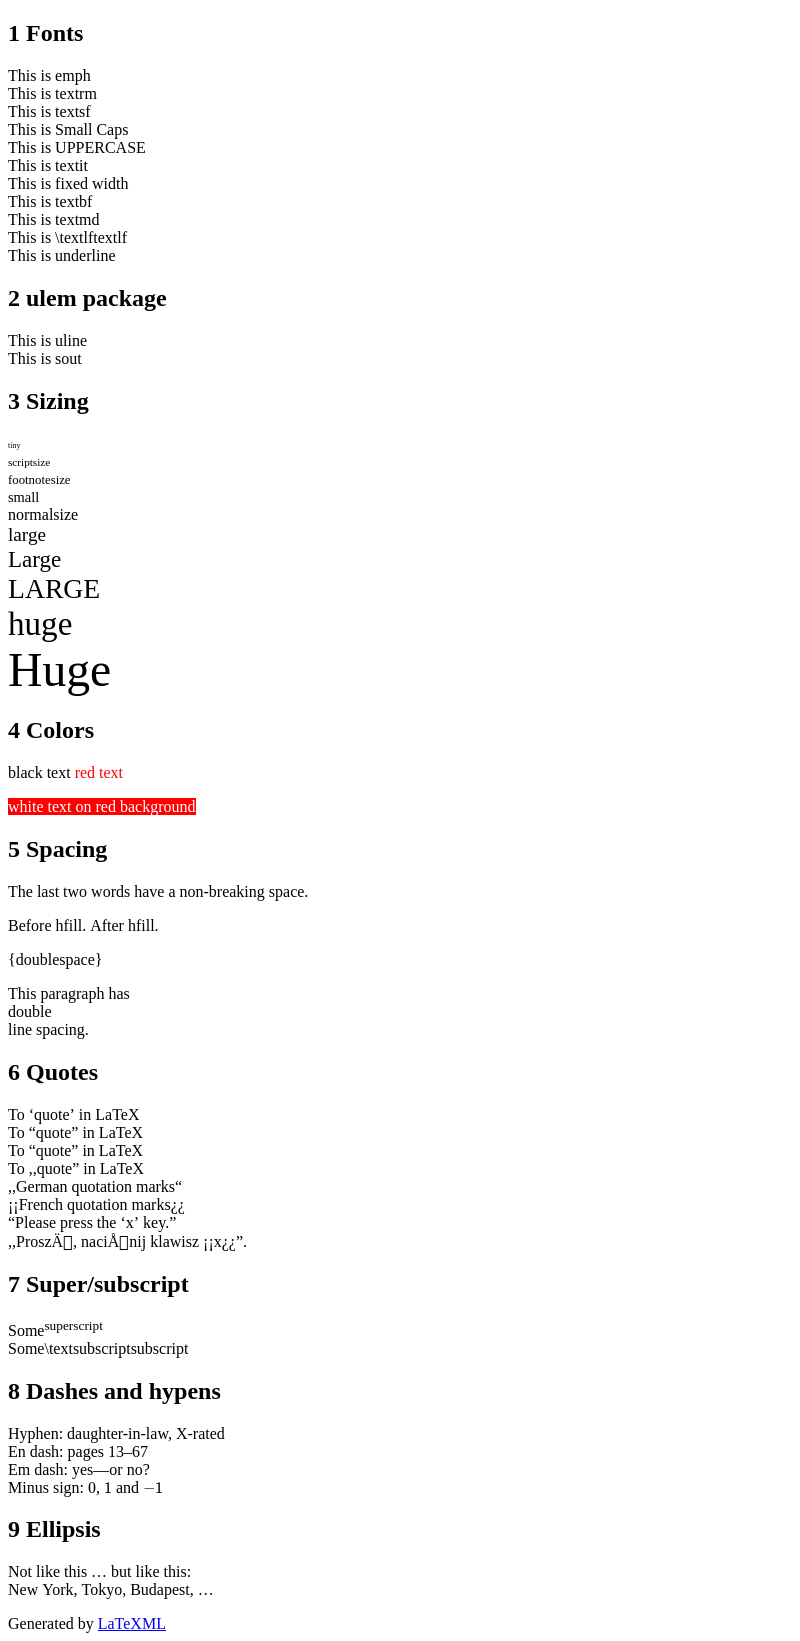 1 Fonts
This is emph
This is textrm
This is textsf
This is Small Caps
This is UPPERCASE
This is textit
This is fixed width
This is textbf
This is textmd
This is \textlftextlf
This is underline
2 ulem package
This is uline
This is sout
3 Sizing
tiny
scriptsize
footnotesize
small
normalsize
large
Large
LARGE
huge
Huge
4 Colors
black text red text
white text on red background
5 Spacing
The last two words have a non-breaking space.
Before hfill. After hfill.
{doublespace}
This paragraph has
double
line spacing.
6 Quotes
To ‘quote’ in LaTeX
To “quote” in LaTeX
To “quote” in LaTeX
To ,,quote” in LaTeX
,,German quotation marks“
¡¡French quotation marks¿¿
“Please press the ‘x’ key.”
,,ProszÄ▯, naciÅ▯nij klawisz ¡¡x¿¿”.
7 Super/subscript
Somesuperscript
Some\textsubscriptsubscript
8 Dashes and hypens
Hyphen: daughter-in-law, X-rated
En dash: pages 13–67
Em dash: yes—or no?
Minus sign: 0, 1 and −1
9 Ellipsis
Not like this … but like this:
New York, Tokyo, Budapest, …
Generated by LaTeXML